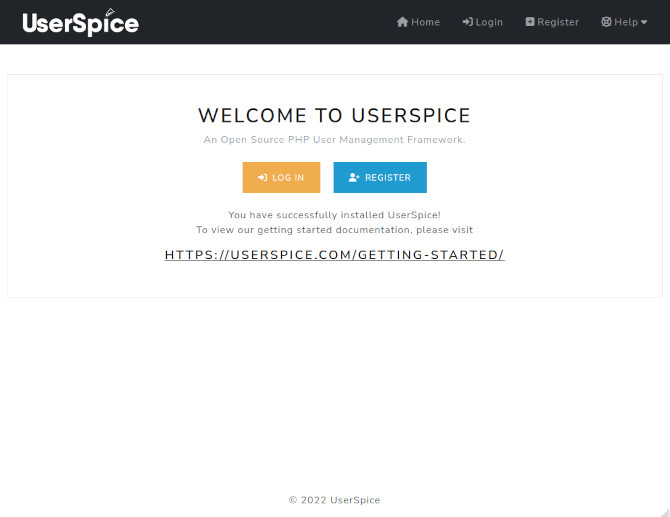 UserSpice
Home Login Register Help
WELCOME TO USERSPICE
An Open Source PHP User Management Framework.
LOG IN REGISTER
You have successfully installed UserSpice!
To view our getting started documentation, please visit
HTTPS://USERSPICE.COM/GETTING-STARTED/
© 2022 UserSpice